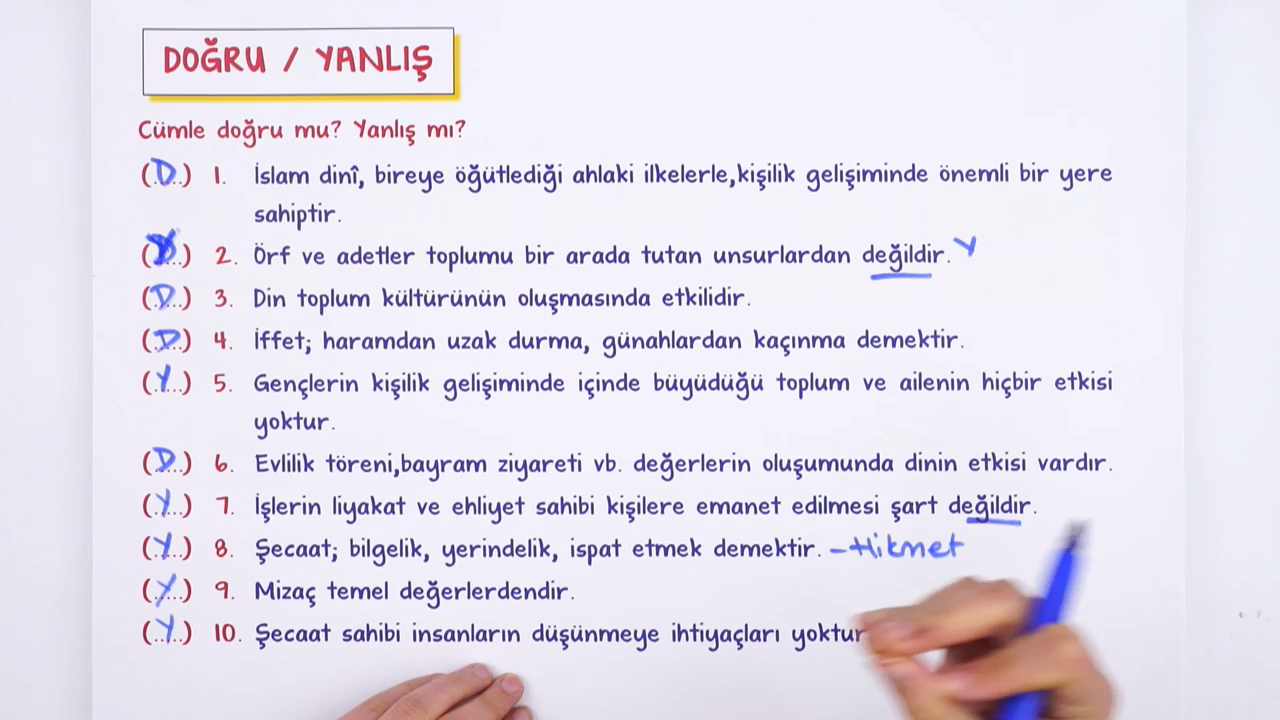 DOĞRU / YANLIŞ
Cümle doğru mu? Yanlış mı?
(D) 1. İslam dinî, bireye öğütlediği ahlaki ilkelerle,kişilik gelişiminde önemli bir yere
sahiptir.
(Y) 2. Örf ve adetler toplumu bir arada tutan unsurlardan değildir. Y
(D) 3. Din toplum kültürünün oluşmasında etkilidir.
(D) 4. İffet; haramdan uzak durma, günahlardan kaçınma demektir.
(Y) 5. Gençlerin kişilik gelişiminde içinde büyüdüğü toplum ve ailenin hiçbir etkisi
yoktur.
(D) 6. Evlilik töreni,bayram ziyareti vb. değerlerin oluşumunda dinin etkisi vardır.
(Y) 7. İşlerin liyakat ve ehliyet sahibi kişilere emanet edilmesi şart değildir.
(Y) 8. Şecaat; bilgelik, yerindelik, ispat etmek demektir. -Hikmet
(Y) 9. Mizaç temel değerlerdendir.
(Y) 10. Şecaat sahibi insanların düşünmeye ihtiyaçları yoktur